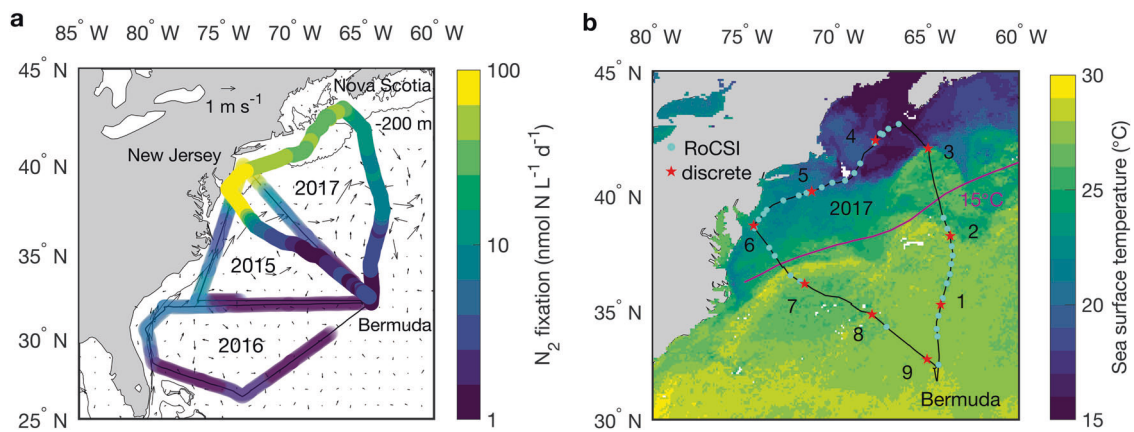 a
85° W 80° W 75° W 70° W 65° W 60° W
45° N
40° N
35° N
30° N
25° N
1 m s⁻¹
Nova Scotia
-200 m
New Jersey
2017
2015
2016
Bermuda
100
10
1
N₂ fixation (nmol N L⁻¹ d⁻¹)
b
80° W 75° W 70° W 65° W 60° W
45° N
40° N
35° N
30° N
RoCSI
discrete
4
3
5
2017
15°C
6
2
7
1
8
9
Bermuda
30
25
20
15
Sea surface temperature (°C)